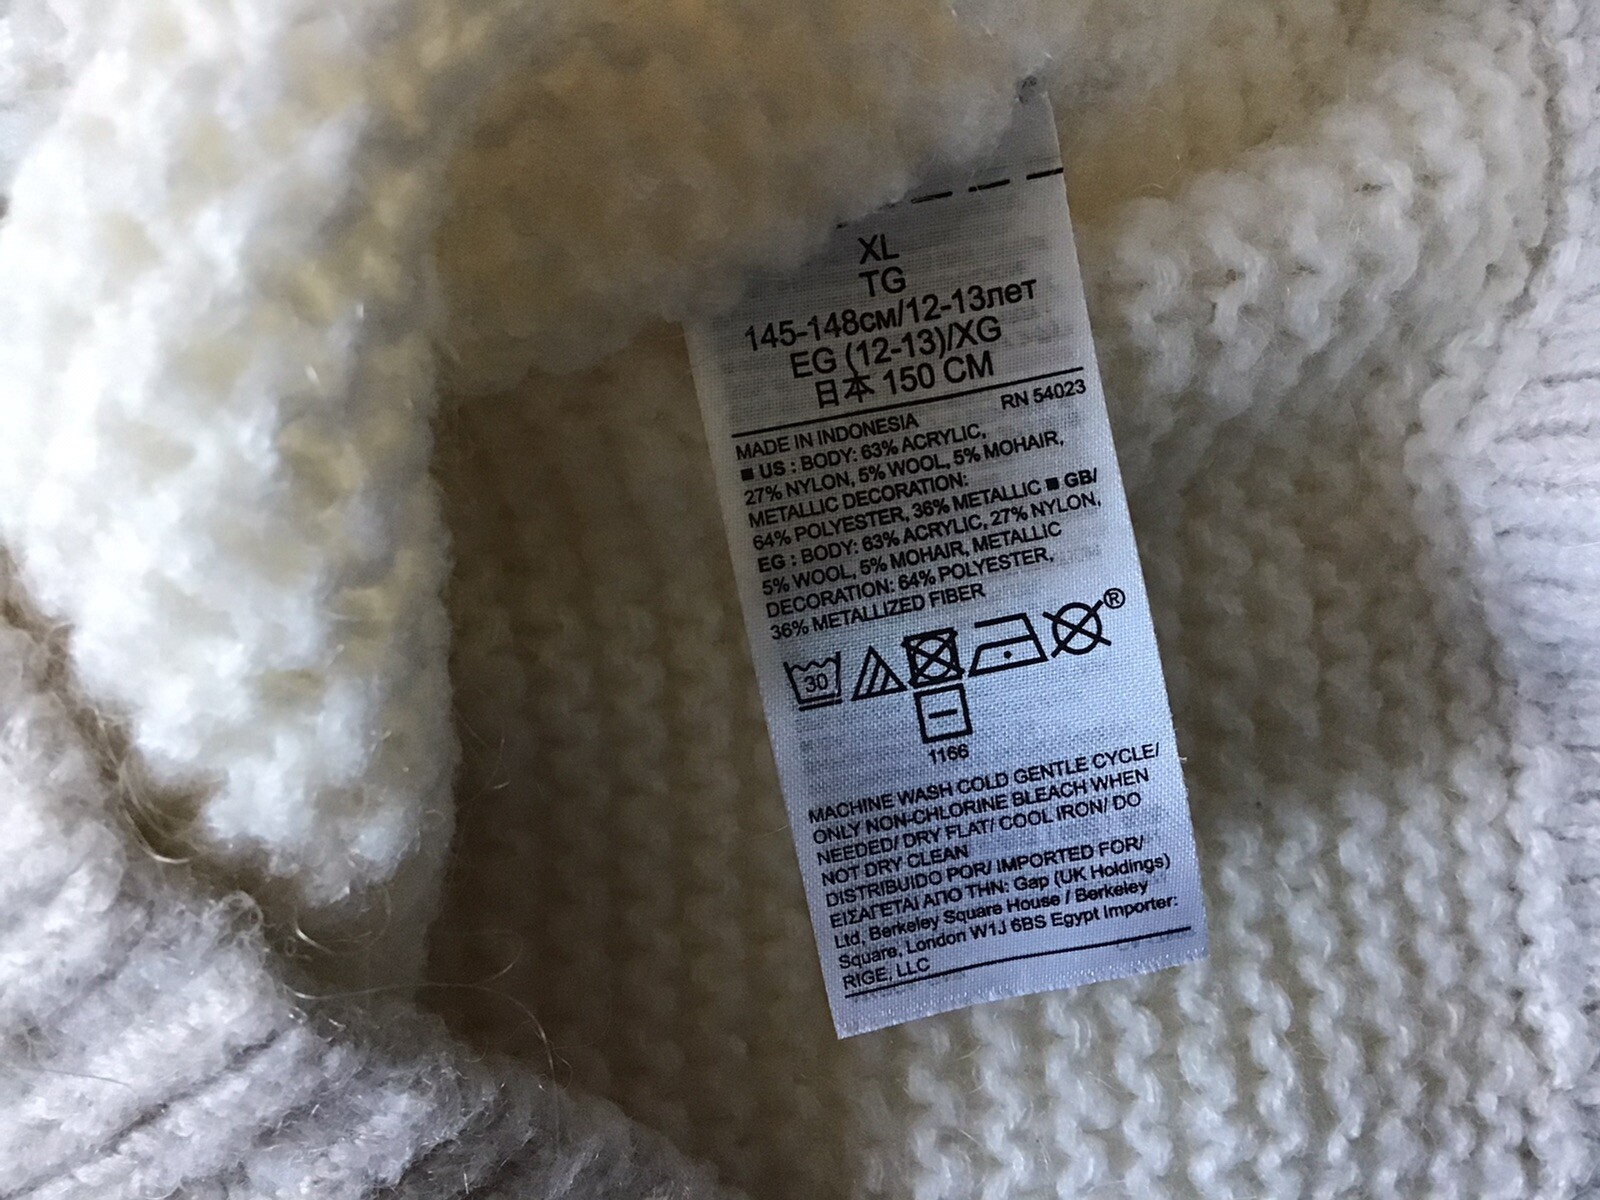 XL
TG
145-148см/12-13лет
EG (12-13)/XG
日本 150 CM
RN 54023
MADE IN INDONESIA
■ US : BODY: 63% ACRYLIC,
27% NYLON, 5% WOOL, 5% MOHAIR,
METALLIC DECORATION:
64% POLYESTER, 36% METALLIC ■ GB/
EG : BODY: 63% ACRYLIC, 27% NYLON,
5% WOOL, 5% MOHAIR, METALLIC
DECORATION: 64% POLYESTER,
36% METALLIZED FIBER
30
®
1166
MACHINE WASH COLD GENTLE CYCLE/
ONLY NON-CHLORINE BLEACH WHEN
NEEDED/ DRY FLAT/ COOL IRON/ DO
NOT DRY CLEAN
DISTRIBUIDO POR/ IMPORTED FOR/
ΕΙΣΑΓΕΤΑΙ ΑΠΟ ΤΗΝ: Gap (UK Holdings)
Ltd, Berkeley Square House / Berkeley
Square, London W1J 6BS Egypt Importer:
RIGE, LLC